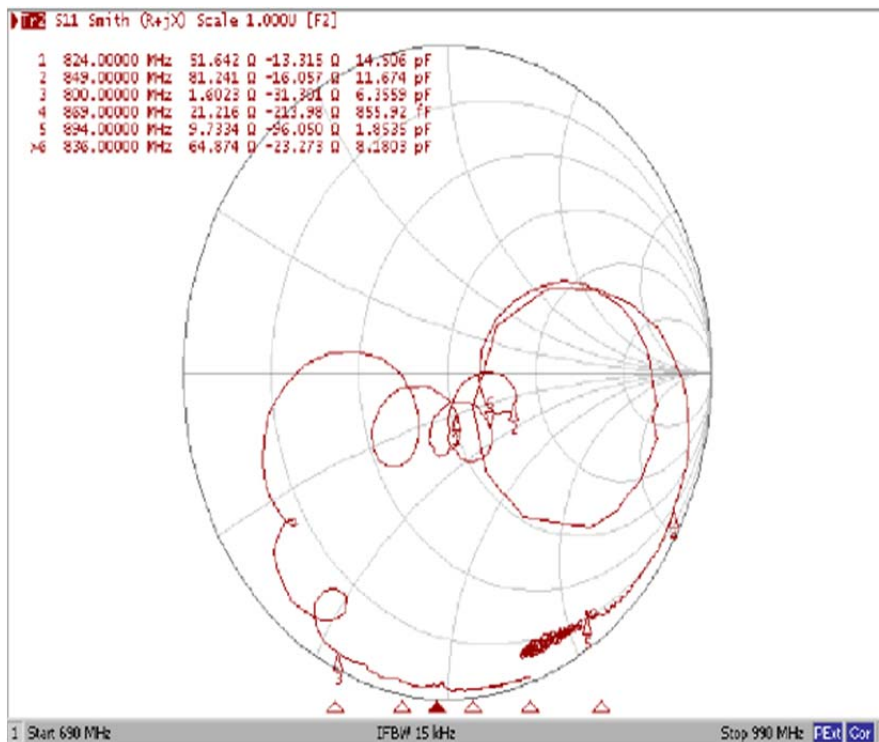 Tr2 S11 Smith (R+jX) Scale 1.000U [F2]
1 824.00000 MHz 51.642 Ω -13.315 Ω 14.506 pF
2 849.00000 MHz 81.241 Ω -16.057 Ω 11.674 pF
3 800.00000 MHz 1.6023 Ω -31.301 Ω 6.3559 pF
4 869.00000 MHz 21.216 Ω -213.98 Ω 855.92 fF
5 894.00000 MHz 9.7334 Ω -96.050 Ω 1.8535 pF
>6 836.00000 MHz 64.874 Ω -23.273 Ω 8.1803 pF
2
3
1 Start 690 MHz IFBW 15 kHz Stop 990 MHz PExt Cor